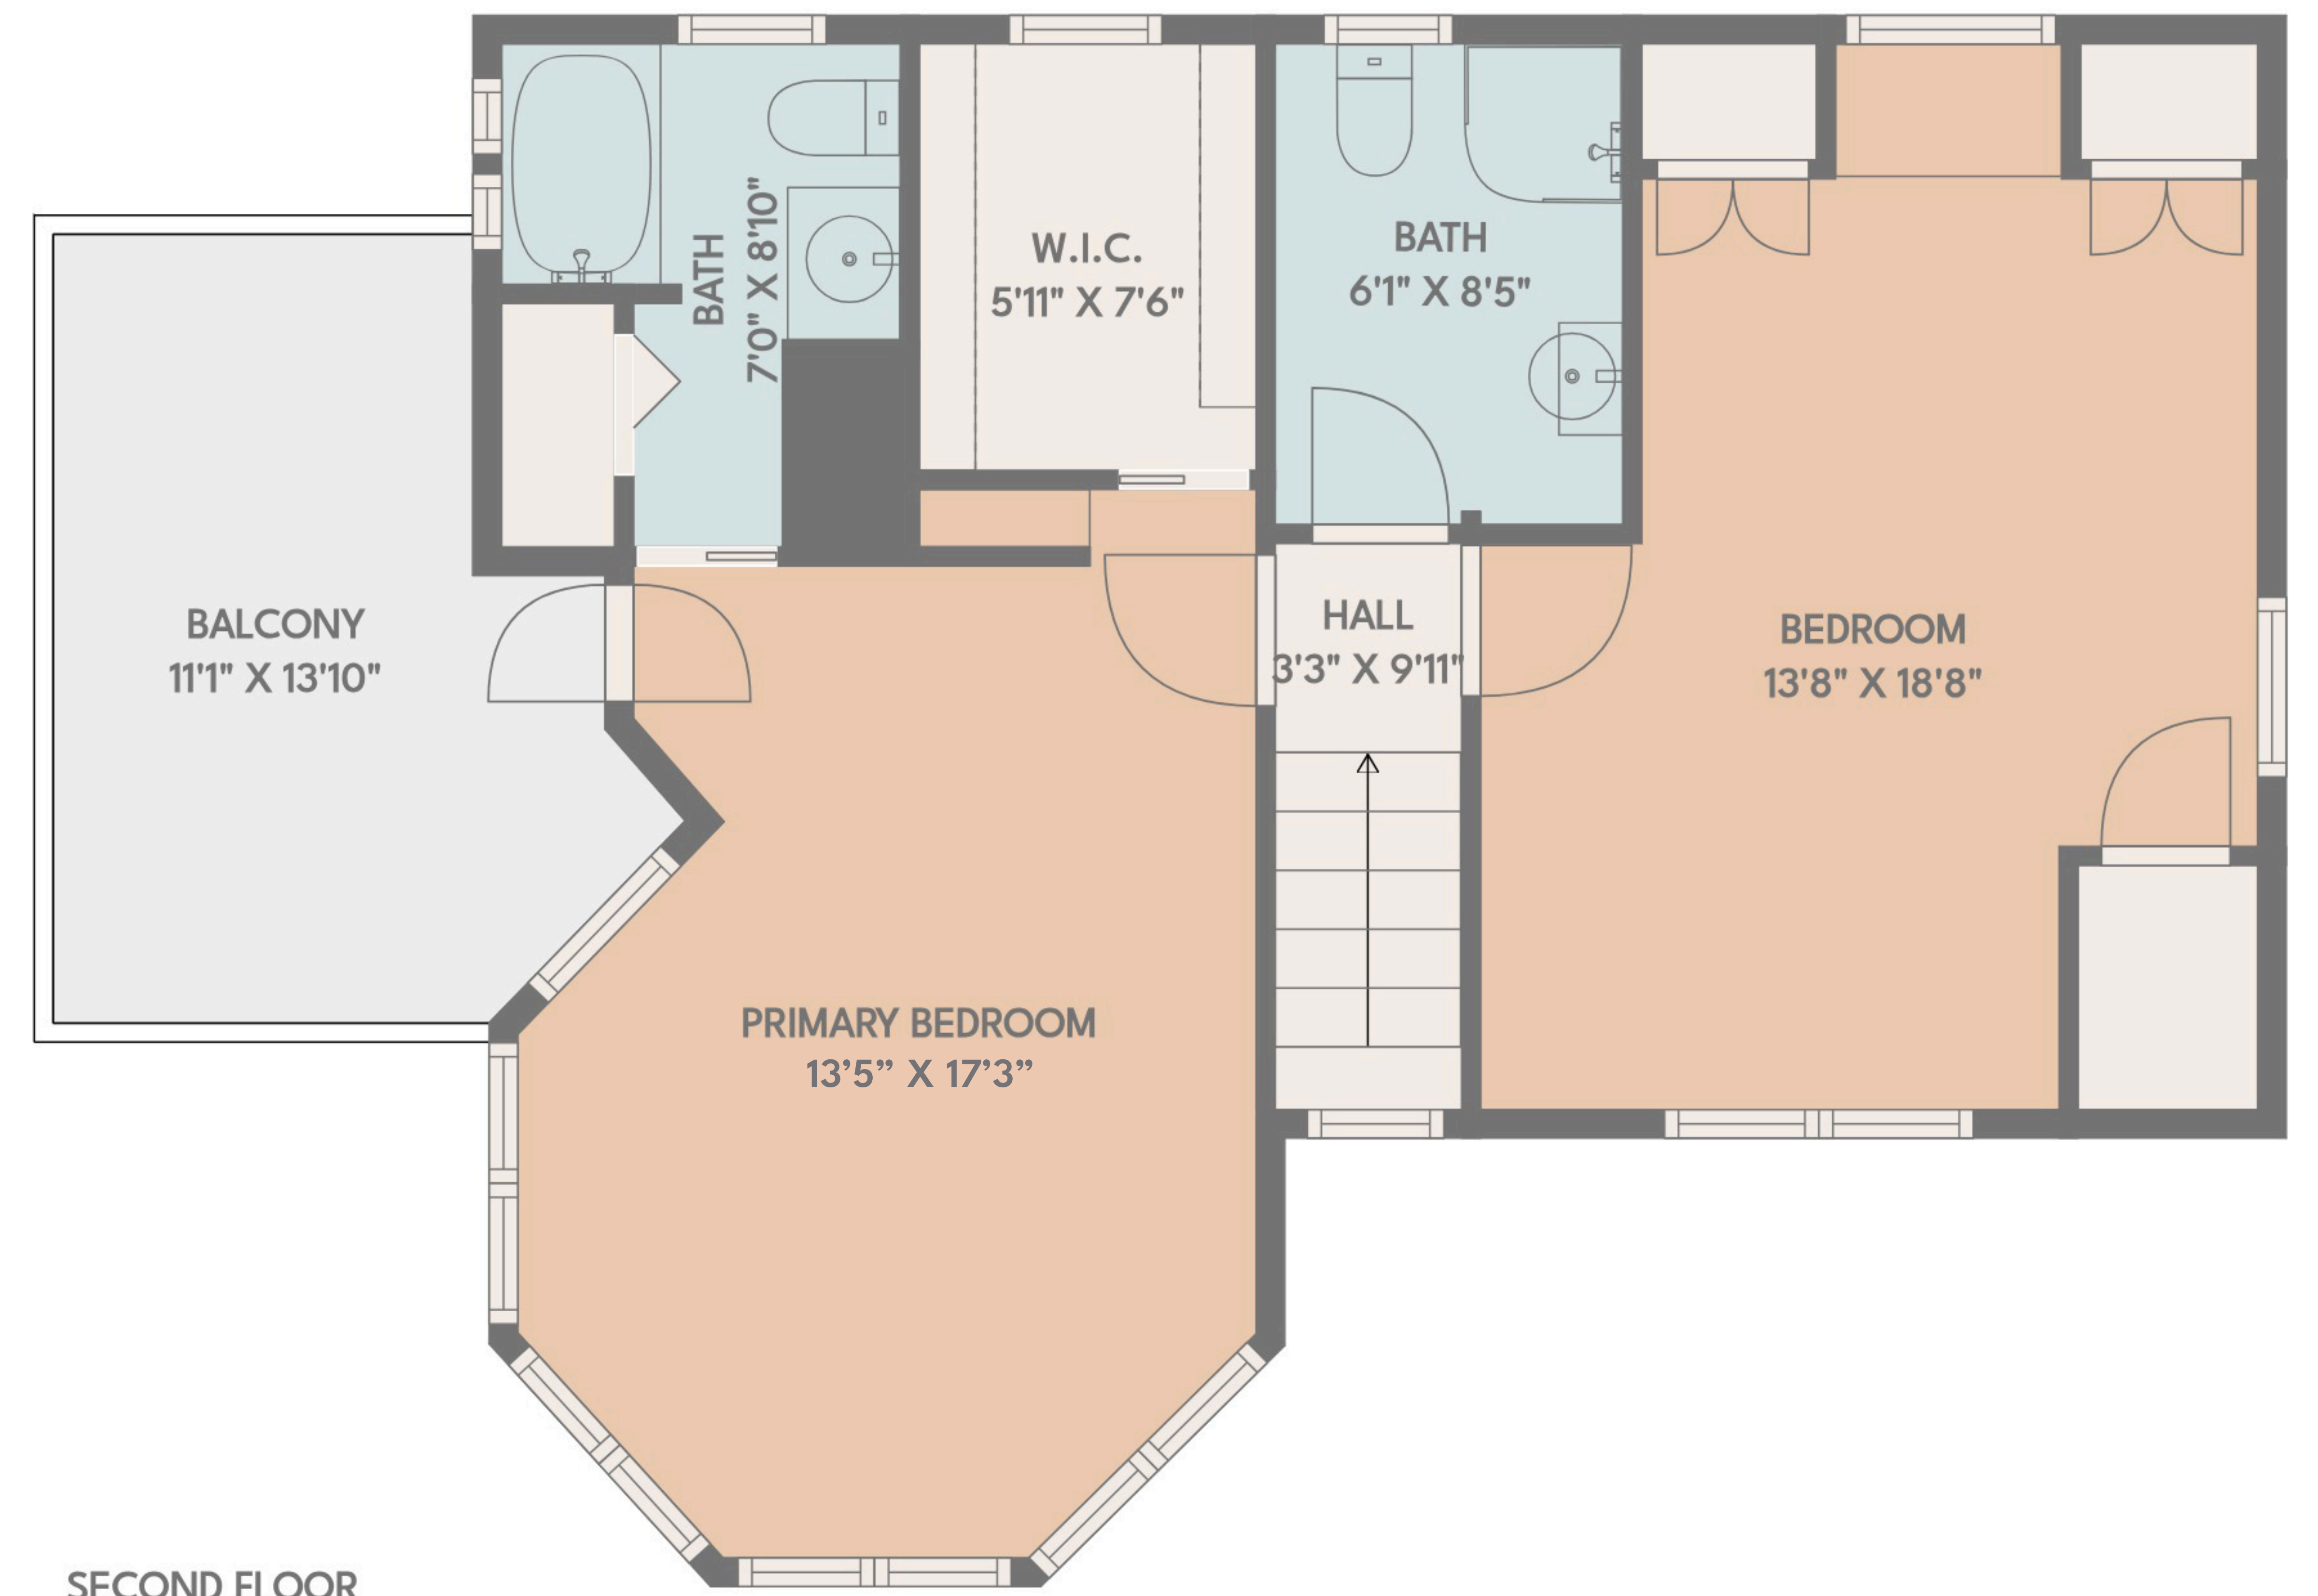 BATH
7'0" X 8'10"
W.I.C.
5'11" X 7'6"
BATH
6'1" X 8'5"
BALCONY
11'1" X 13'10"
HALL
3'3" X 9'11"
BEDROOM
13'8" X 18'8"
PRIMARY BEDROOM
13’5” X 17’3”
SECOND FLOOR